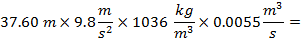 37.60 m × 9.8 m/s² × 1036 kg/m³ × 0.0055 m³/s =